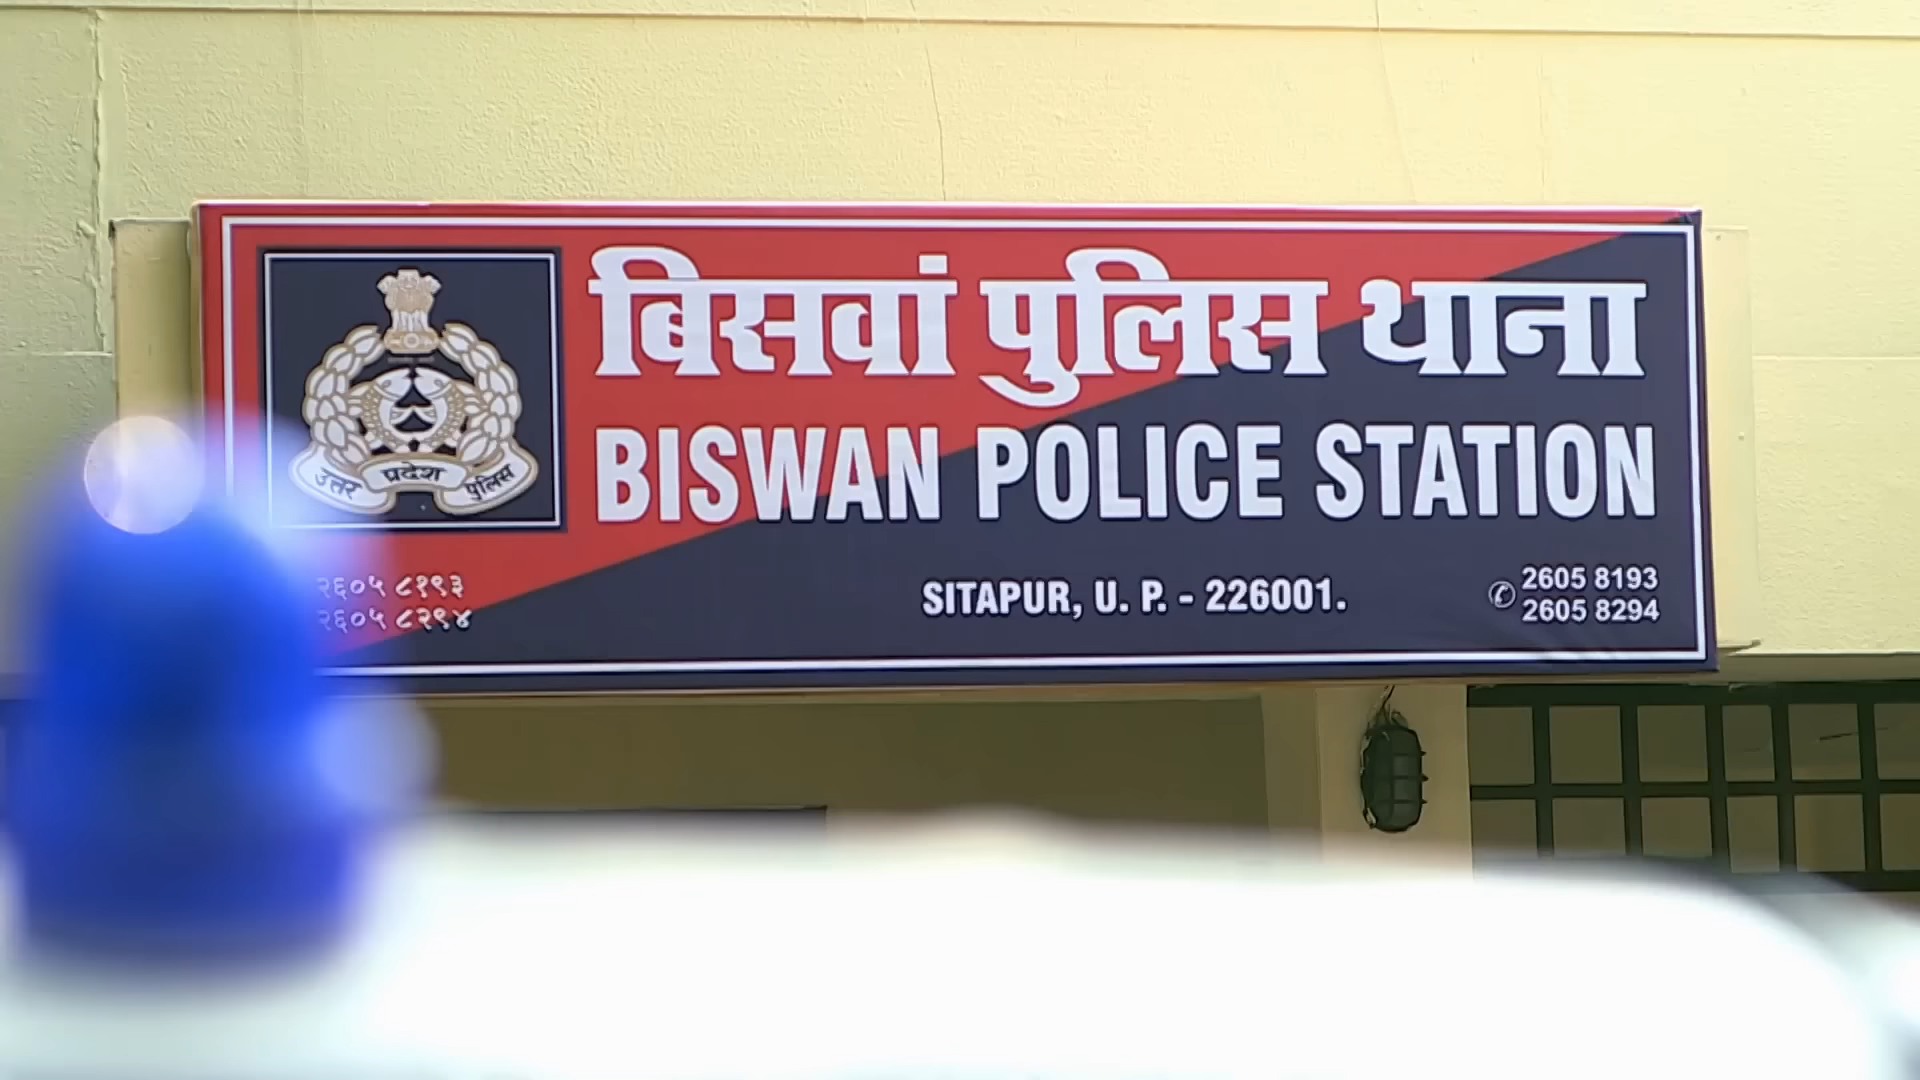 बिसवां पुलिस थाना
BISWAN POLICE STATION
उत्तर प्रदेश पुलिस
SITAPUR, U. P. - 226001.
२६०५ ८१९३
२६०५ ८२९४
2605 8193
2605 8294